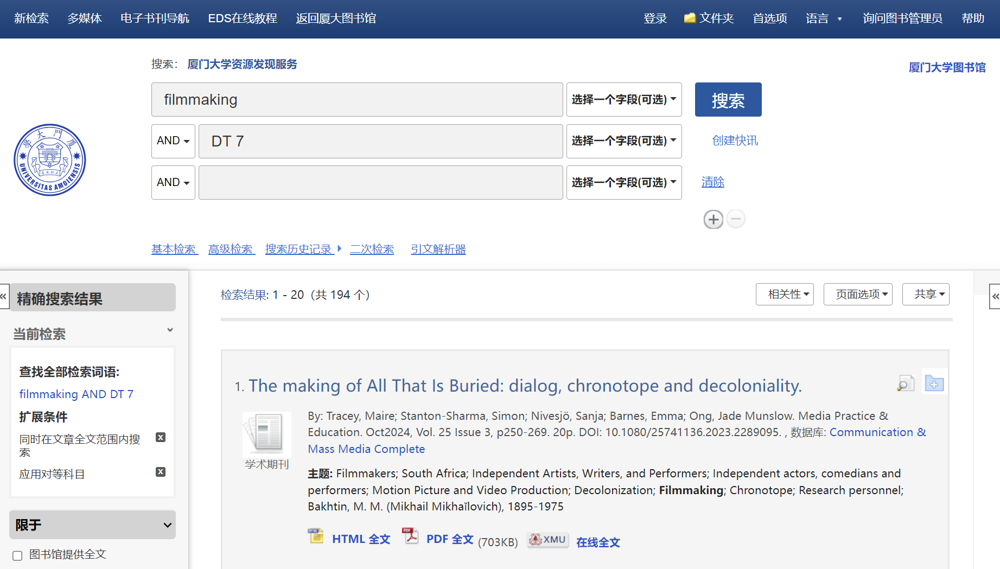 新检索 多媒体 电子书刊导航 EDS在线教程 返回厦大图书馆 登录 文件夹 首选项 语言 询问图书管理员 帮助
搜索: 厦门大学资源发现服务
厦门大学图书馆
filmmaking 选择一个字段(可选) 搜索
AND DT 7 选择一个字段(可选) 创建快讯
AND 选择一个字段(可选) 清除
學大門厦
UNIVERSITAS AMOIENSIS
基本检索 高级检索 搜索历史记录 二次检索 引文解析器
« 精确搜索结果
当前检索
查找全部检索词语:
filmmaking AND DT 7
扩展条件
同时在文章全文范围内搜
索
应用对等科目
限于
图书馆提供全文
检索结果: 1 - 20（共 194 个） 相关性 页面选项 共享 «
1. The making of All That Is Buried: dialog, chronotope and decoloniality.
学术期刊
By: Tracey, Maire; Stanton-Sharma, Simon; Nivesjö, Sanja; Barnes, Emma; Ong, Jade Munslow. Media Practice &
Education. Oct2024, Vol. 25 Issue 3, p250-269. 20p. DOI: 10.1080/25741136.2023.2289095. , 数据库: Communication &
Mass Media Complete
主题: Filmmakers; South Africa; Independent Artists, Writers, and Performers; Independent actors, comedians and
performers; Motion Picture and Video Production; Decolonization; Filmmaking; Chronotope; Research personnel;
Bakhtin, M. M. (Mikhail Mikhaĭlovich), 1895-1975
HTML 全文 PDF 全文 (703KB) XMU 在线全文